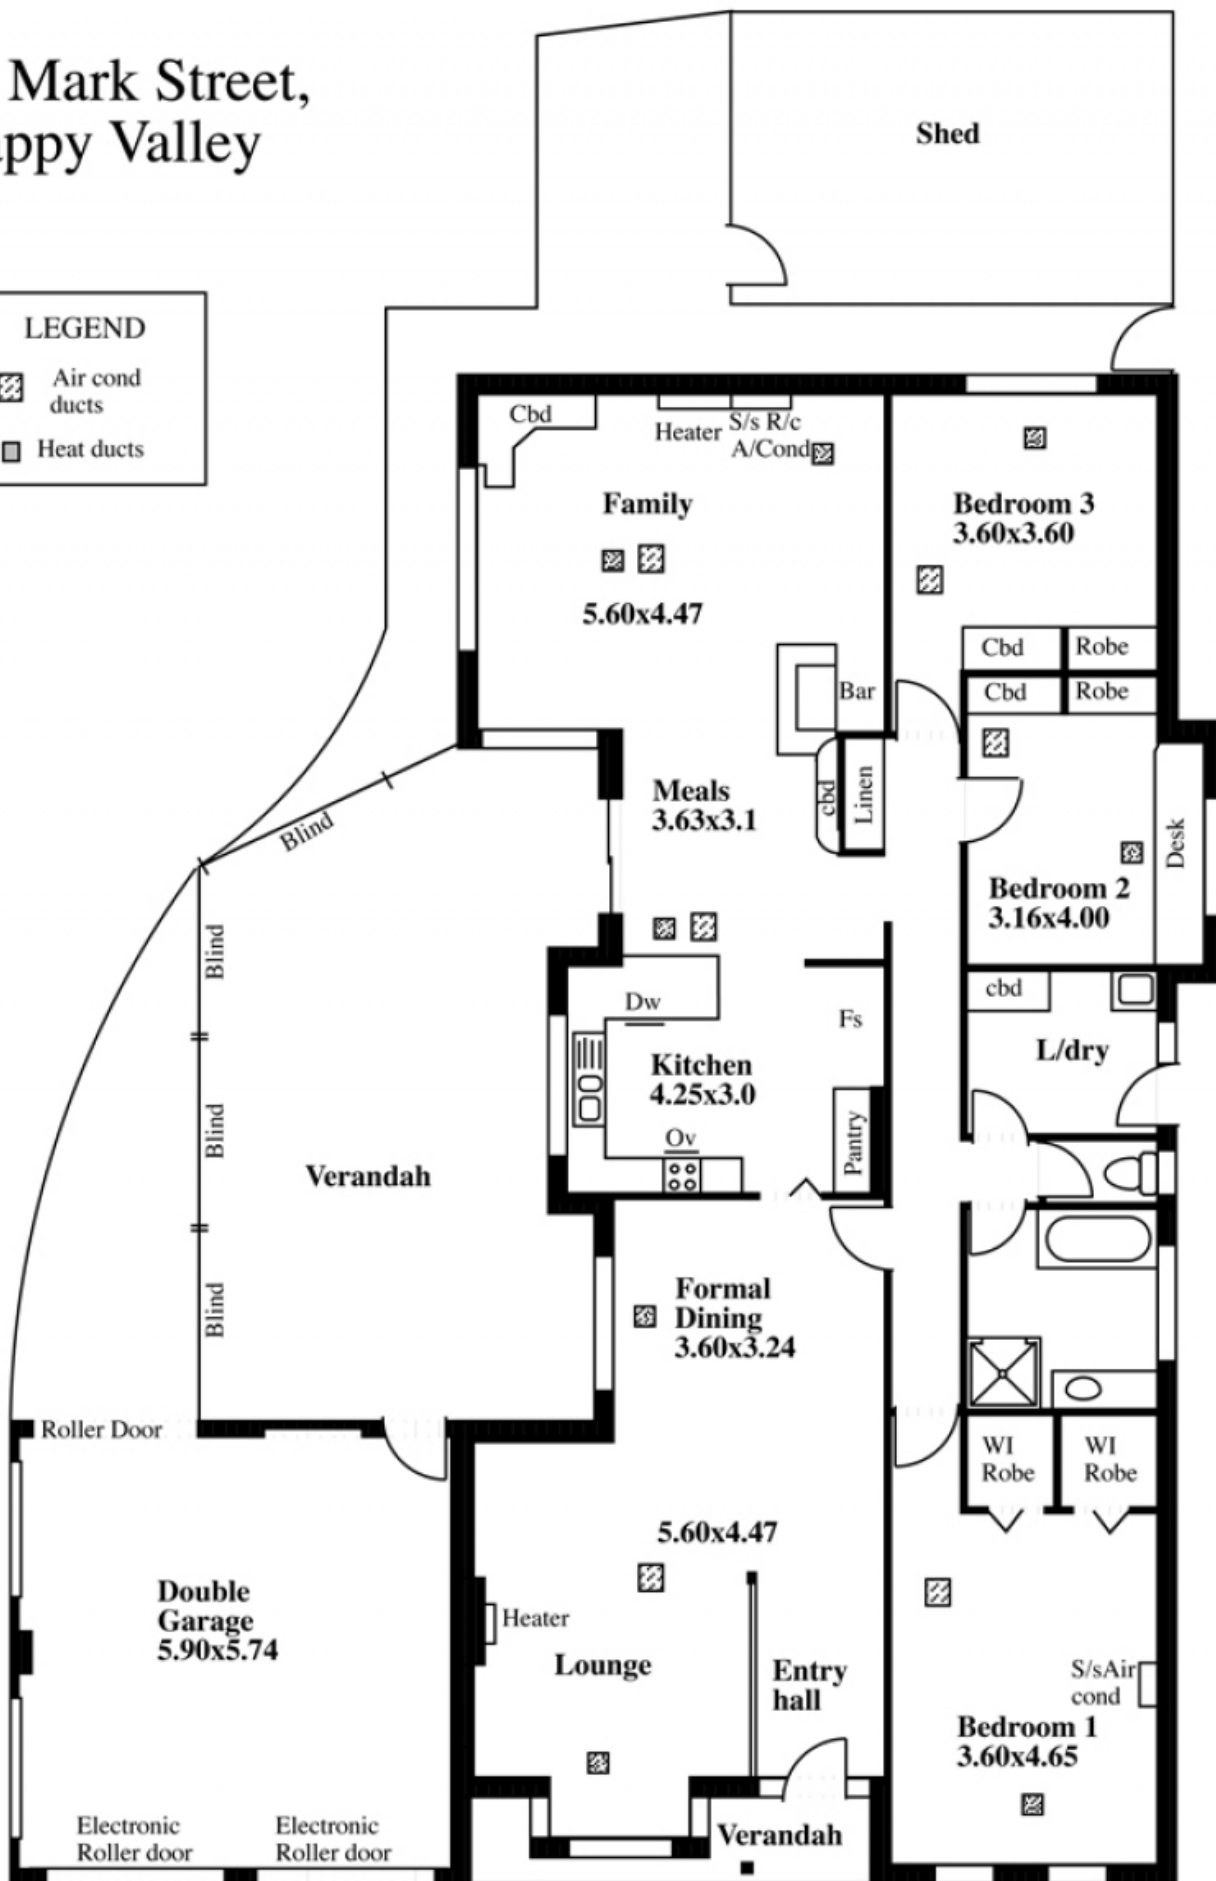 Mark Street,
appy Valley
Shed
LEGEND
Air cond
ducts
Heat ducts
Cbd
Heater
S/s R/c
A/Cond
Family
5.60x4.47
Bedroom 3
3.60x3.60
Cbd
Robe
Cbd
Robe
Bar
Meals
3.63x3.1
cbd
Linen
Blind
Desk
Bedroom 2
3.16x4.00
Blind
Dw
Fs
cbd
L/dry
Kitchen
4.25x3.0
Ov
Pantry
Blind
Verandah
Blind
Formal
Dining
3.60x3.24
Roller Door
WI
Robe
WI
Robe
5.60x4.47
Double
Garage
5.90x5.74
Heater
Lounge
Entry
hall
S/sAir
cond
Bedroom 1
3.60x4.65
Electronic
Roller door
Electronic
Roller door
Verandah